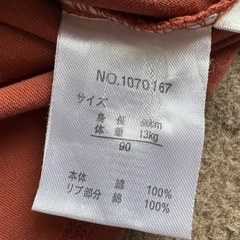 NO.1070167
サイズ
身 長 90cm
体 重 13kg
90
本体 綿 100%
リブ部分 綿 100%